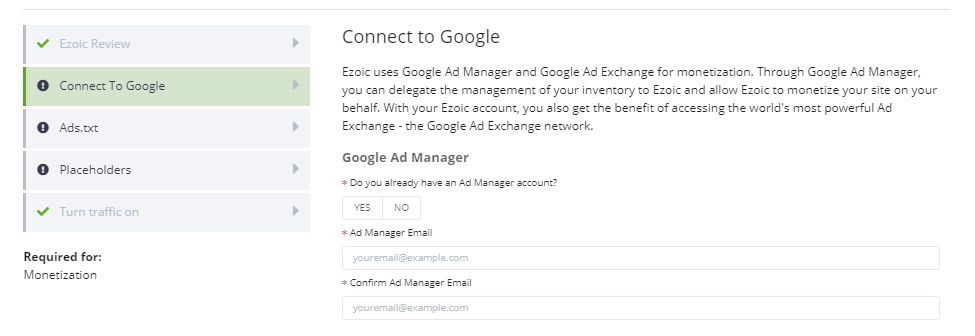 Ezoic Review
Connect To Google
Ads.txt
Placeholders
Turn traffic on
Required for:
Monetization
Connect to Google
Ezoic uses Google Ad Manager and Google Ad Exchange for monetization. Through Google Ad Manager,
you can delegate the management of your inventory to Ezoic and allow Ezoic to monetize your site on your
behalf. With your Ezoic account, you also get the benefit of accessing the world's most powerful Ad
Exchange - the Google Ad Exchange network.
Google Ad Manager
* Do you already have an Ad Manager account?
YES NO
* Ad Manager Email
youremail@example.com
* Confirm Ad Manager Email
youremail@example.com